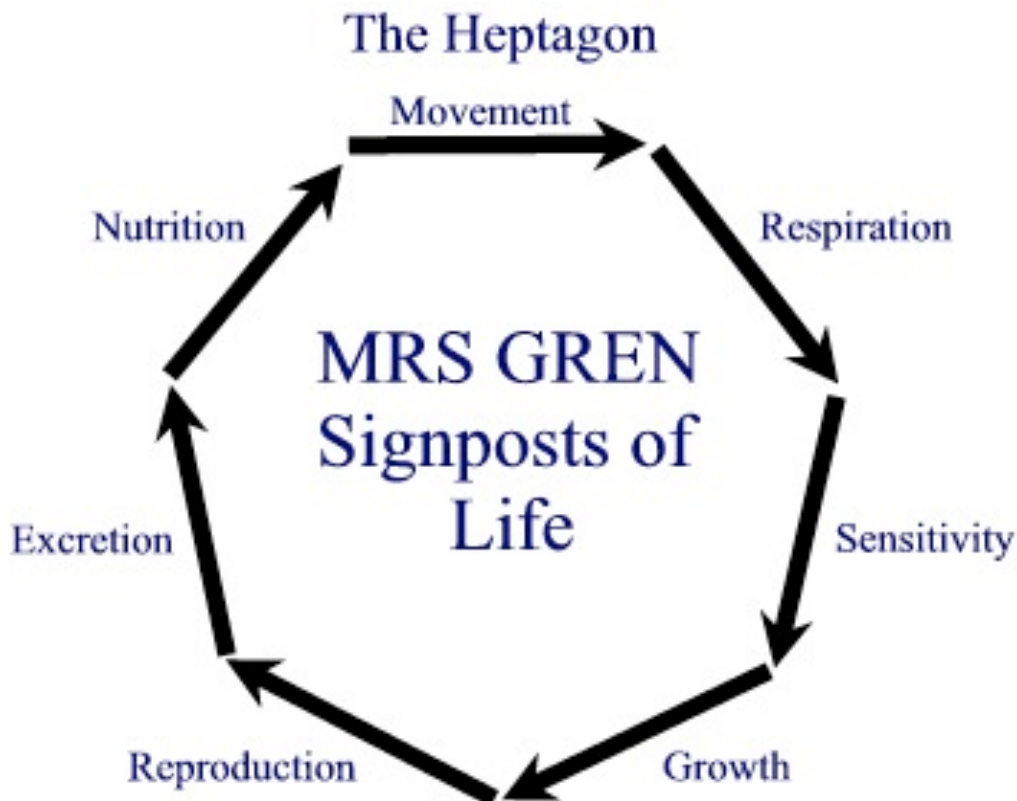 The Heptagon
Movement
Nutrition
Respiration
MRS GREN
Signposts of
Life
Excretion
Sensitivity
Reproduction
Growth